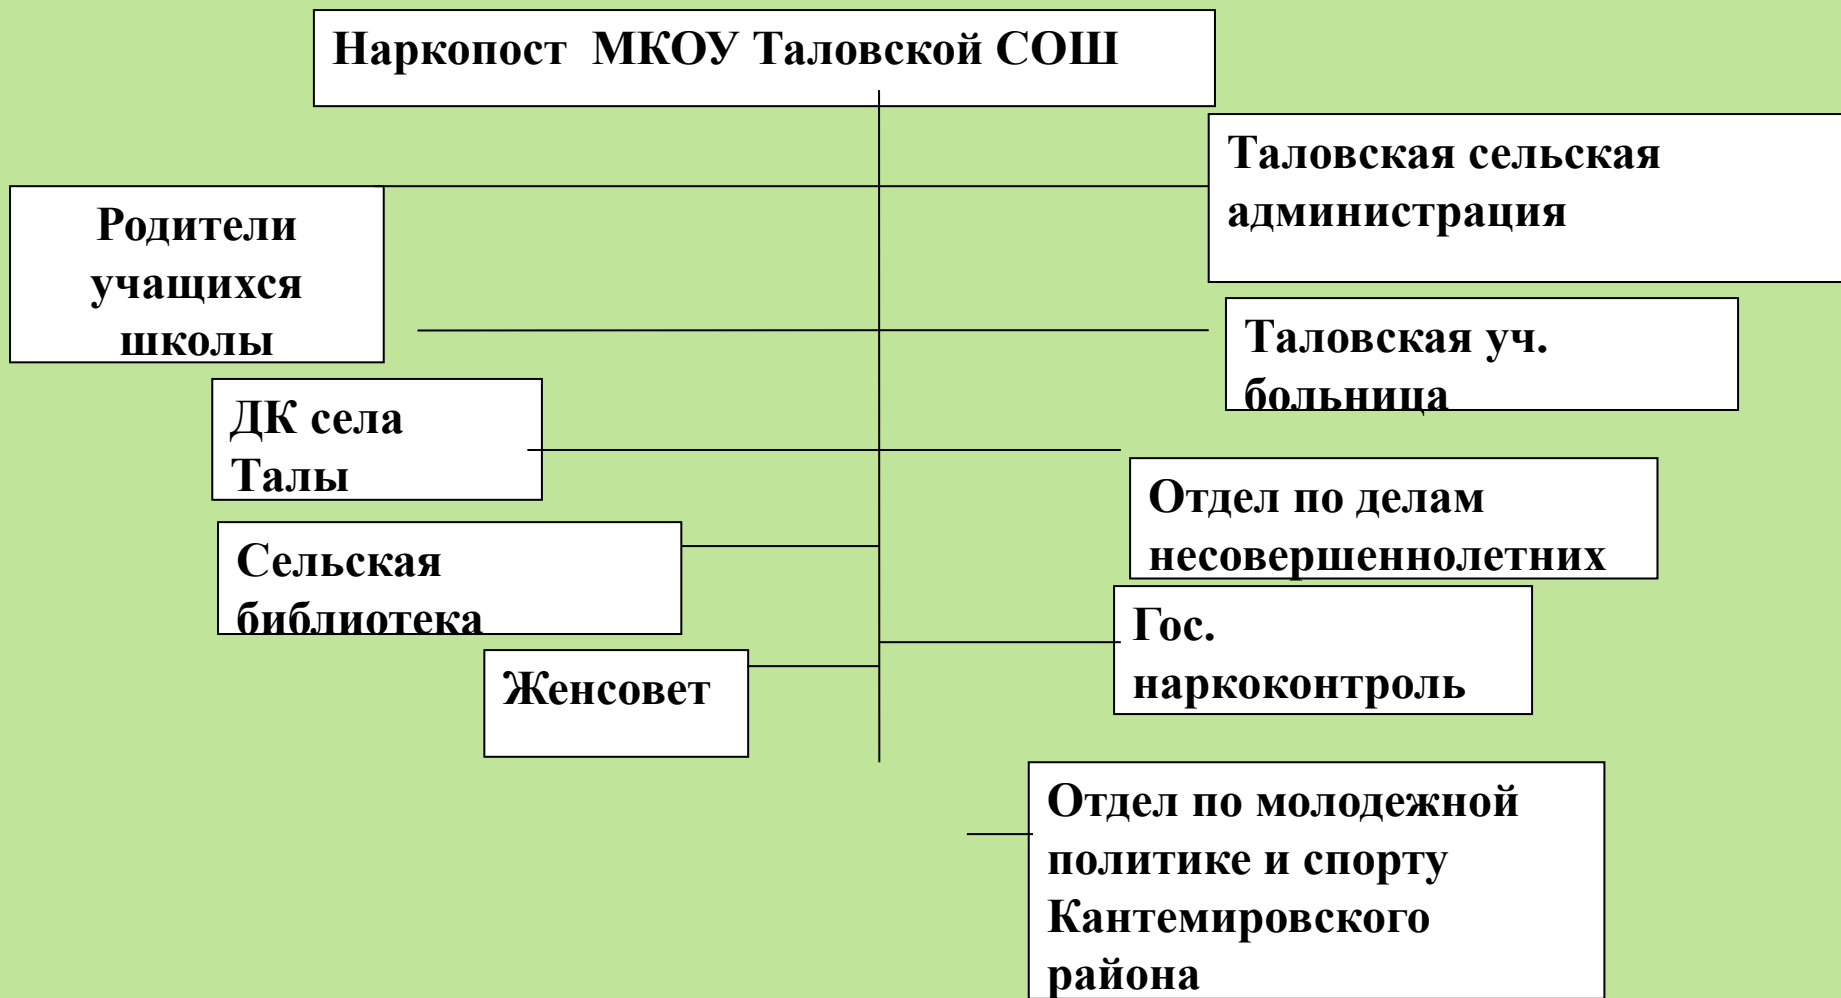 Наркопост МКОУ Таловской СОШ
Таловская сельская
администрация
Родители
учащихся
школы
Таловская уч.
больница
ДК села
Талы
Отдел по делам
несовершеннолетних
Сельская
библиотека
Гос.
наркоконтроль
Женсовет
Отдел по молодежной
политике и спорту
Кантемировского
района